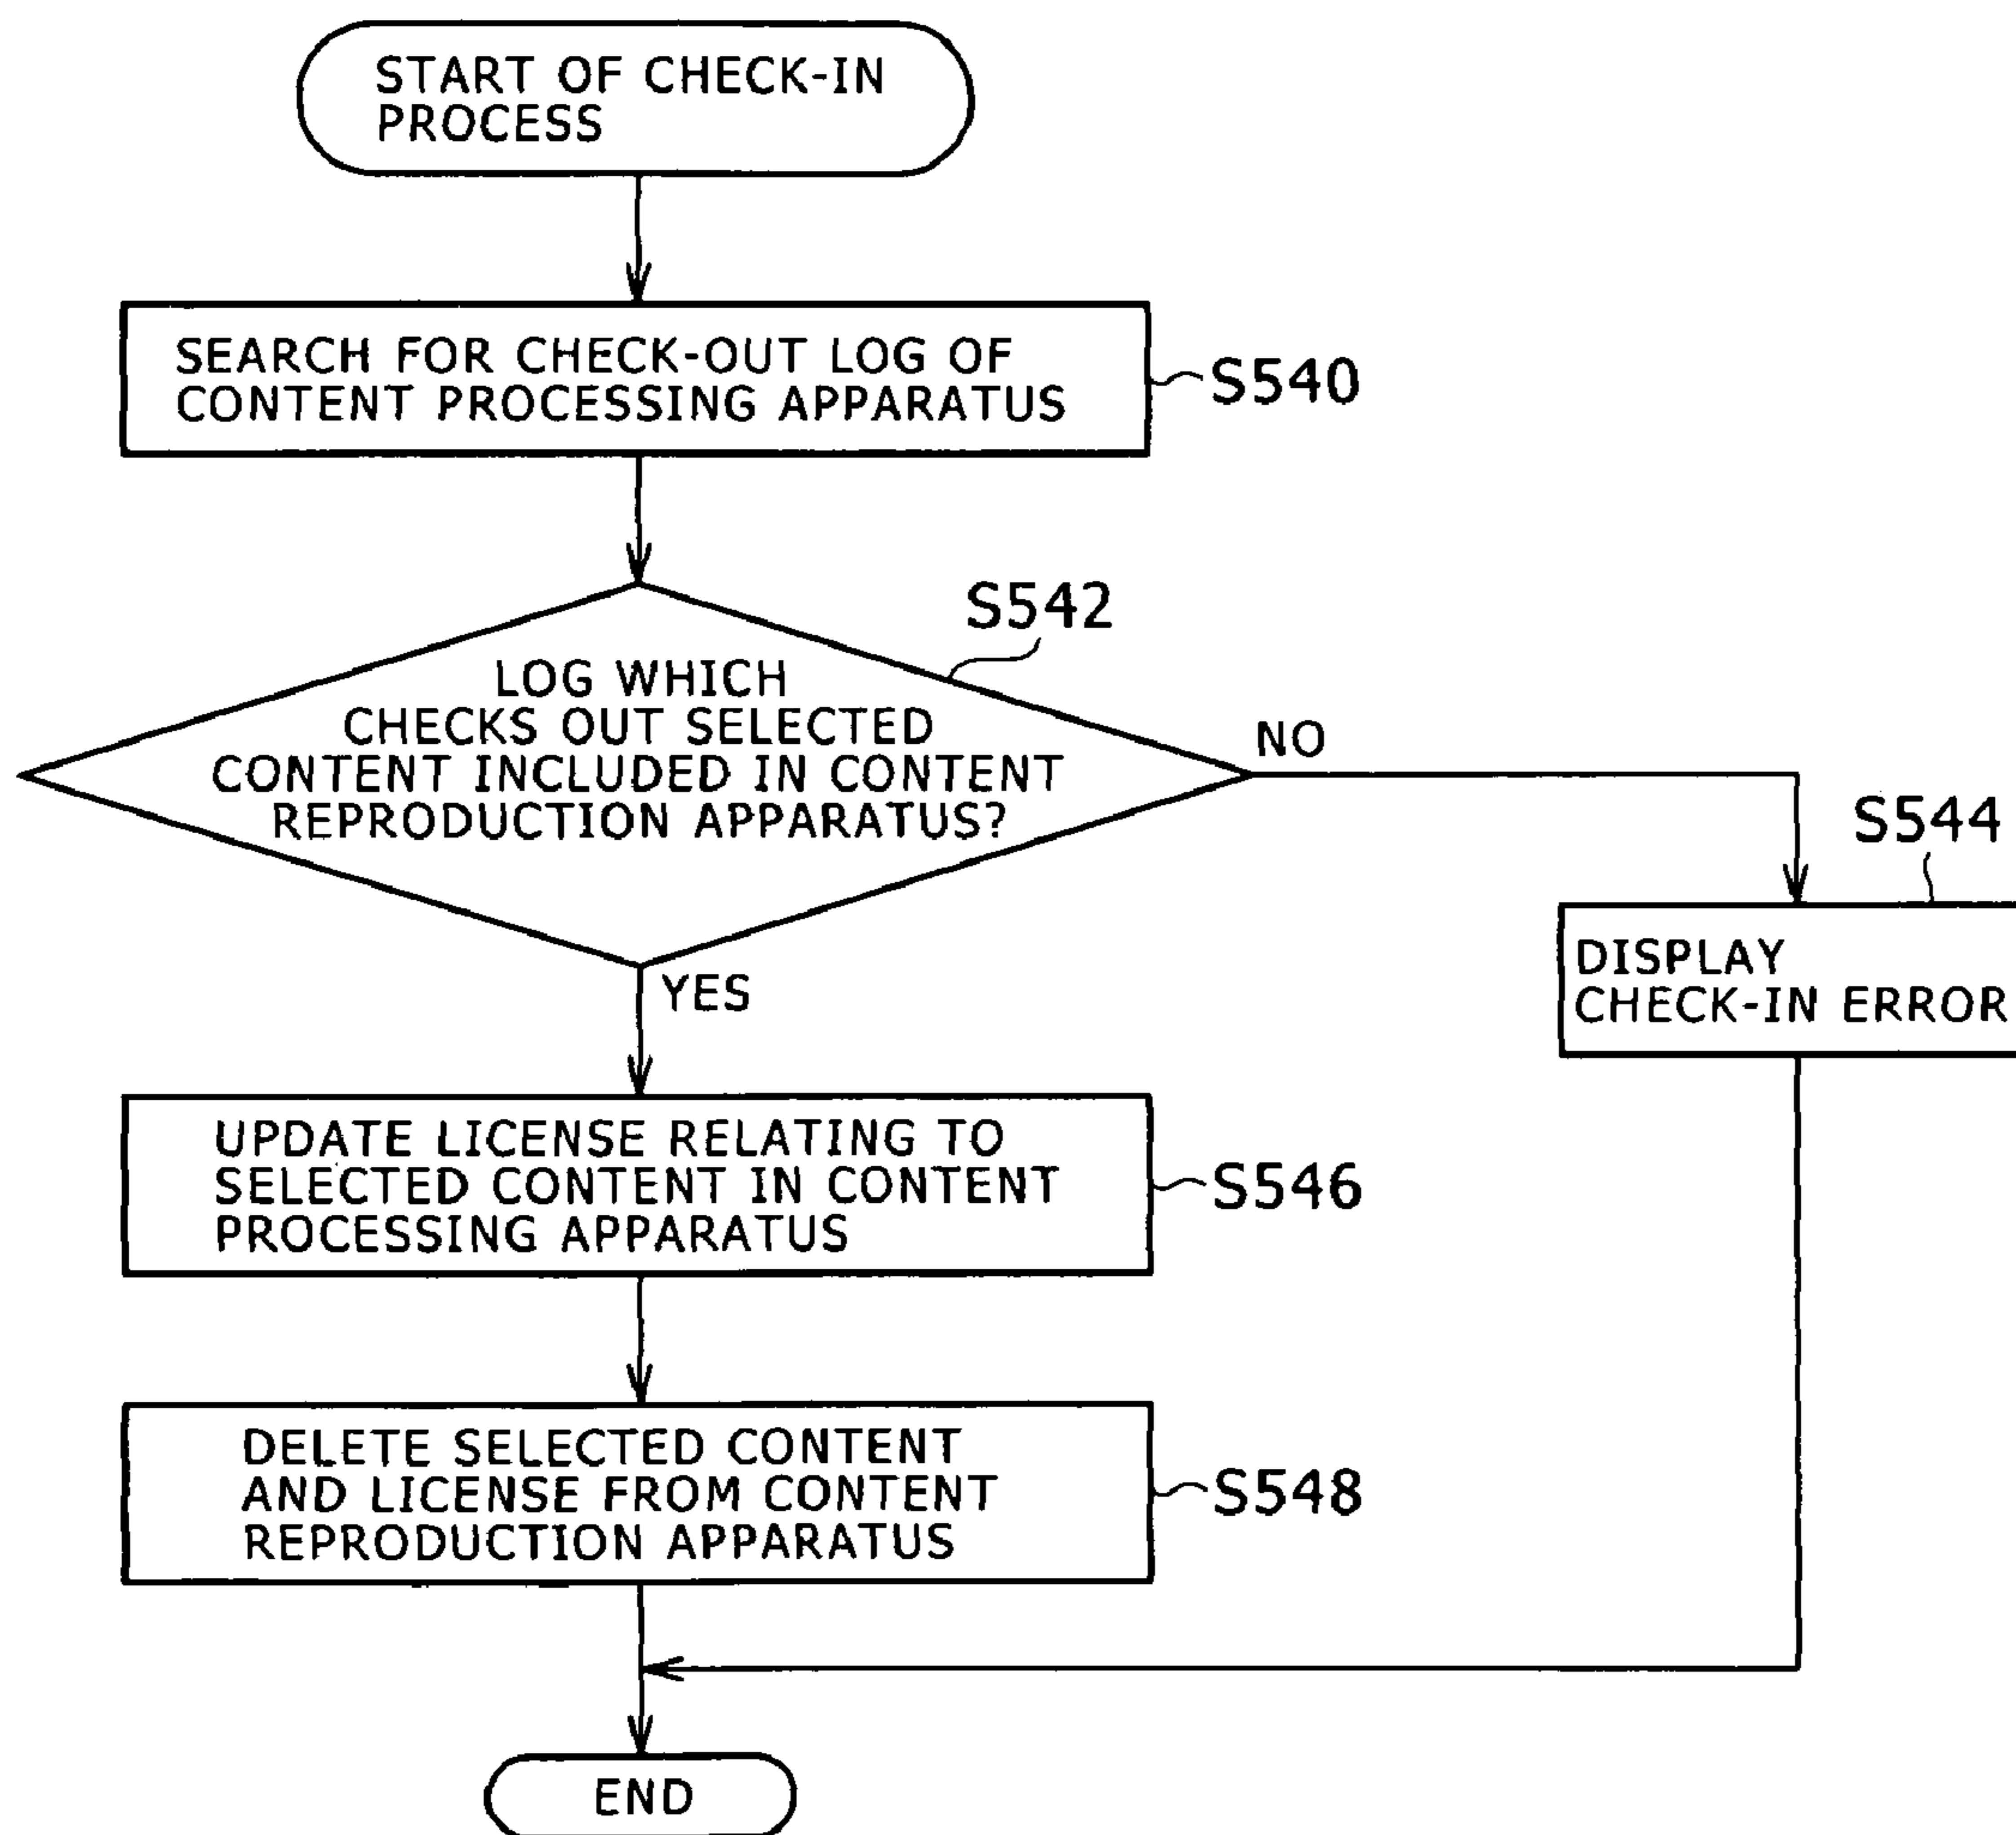 START OF CHECK-IN
PROCESS
SEARCH FOR CHECK-OUT LOG OF
CONTENT PROCESSING APPARATUS
S540
S542
LOG WHICH
CHECKS OUT SELECTED
CONTENT INCLUDED IN CONTENT
REPRODUCTION APPARATUS?
NO
S544
DISPLAY
CHECK-IN ERROR
YES
UPDATE LICENSE RELATING TO
SELECTED CONTENT IN CONTENT
PROCESSING APPARATUS
S546
DELETE SELECTED CONTENT
AND LICENSE FROM CONTENT
REPRODUCTION APPARATUS
S548
END